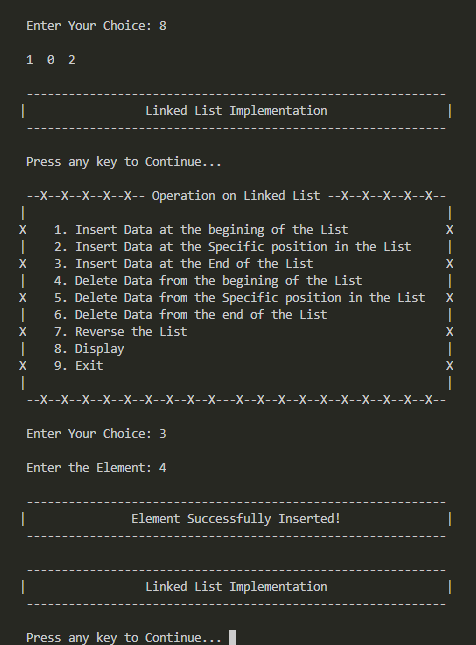 Enter Your Choice: 8
1 0 2
------------------------------------------------------------
| Linked List Implementation |
------------------------------------------------------------
Press any key to Continue...
--X--X--X--X--X-- Operation on Linked List --X--X--X--X--X--
| |
X 1. Insert Data at the begining of the List X
| 2. Insert Data at the Specific position in the List |
X 3. Insert Data at the End of the List X
| 4. Delete Data from the begining of the List |
X 5. Delete Data from the Specific position in the List X
| 6. Delete Data from the end of the List |
X 7. Reverse the List X
| 8. Display |
X 9. Exit X
| |
--X--X--X--X--X--X--X--X--X---X--X--X--X--X--X--X--X--X--X--
Enter Your Choice: 3
Enter the Element: 4
------------------------------------------------------------
| Element Successfully Inserted! |
------------------------------------------------------------
------------------------------------------------------------
| Linked List Implementation |
------------------------------------------------------------
Press any key to Continue...